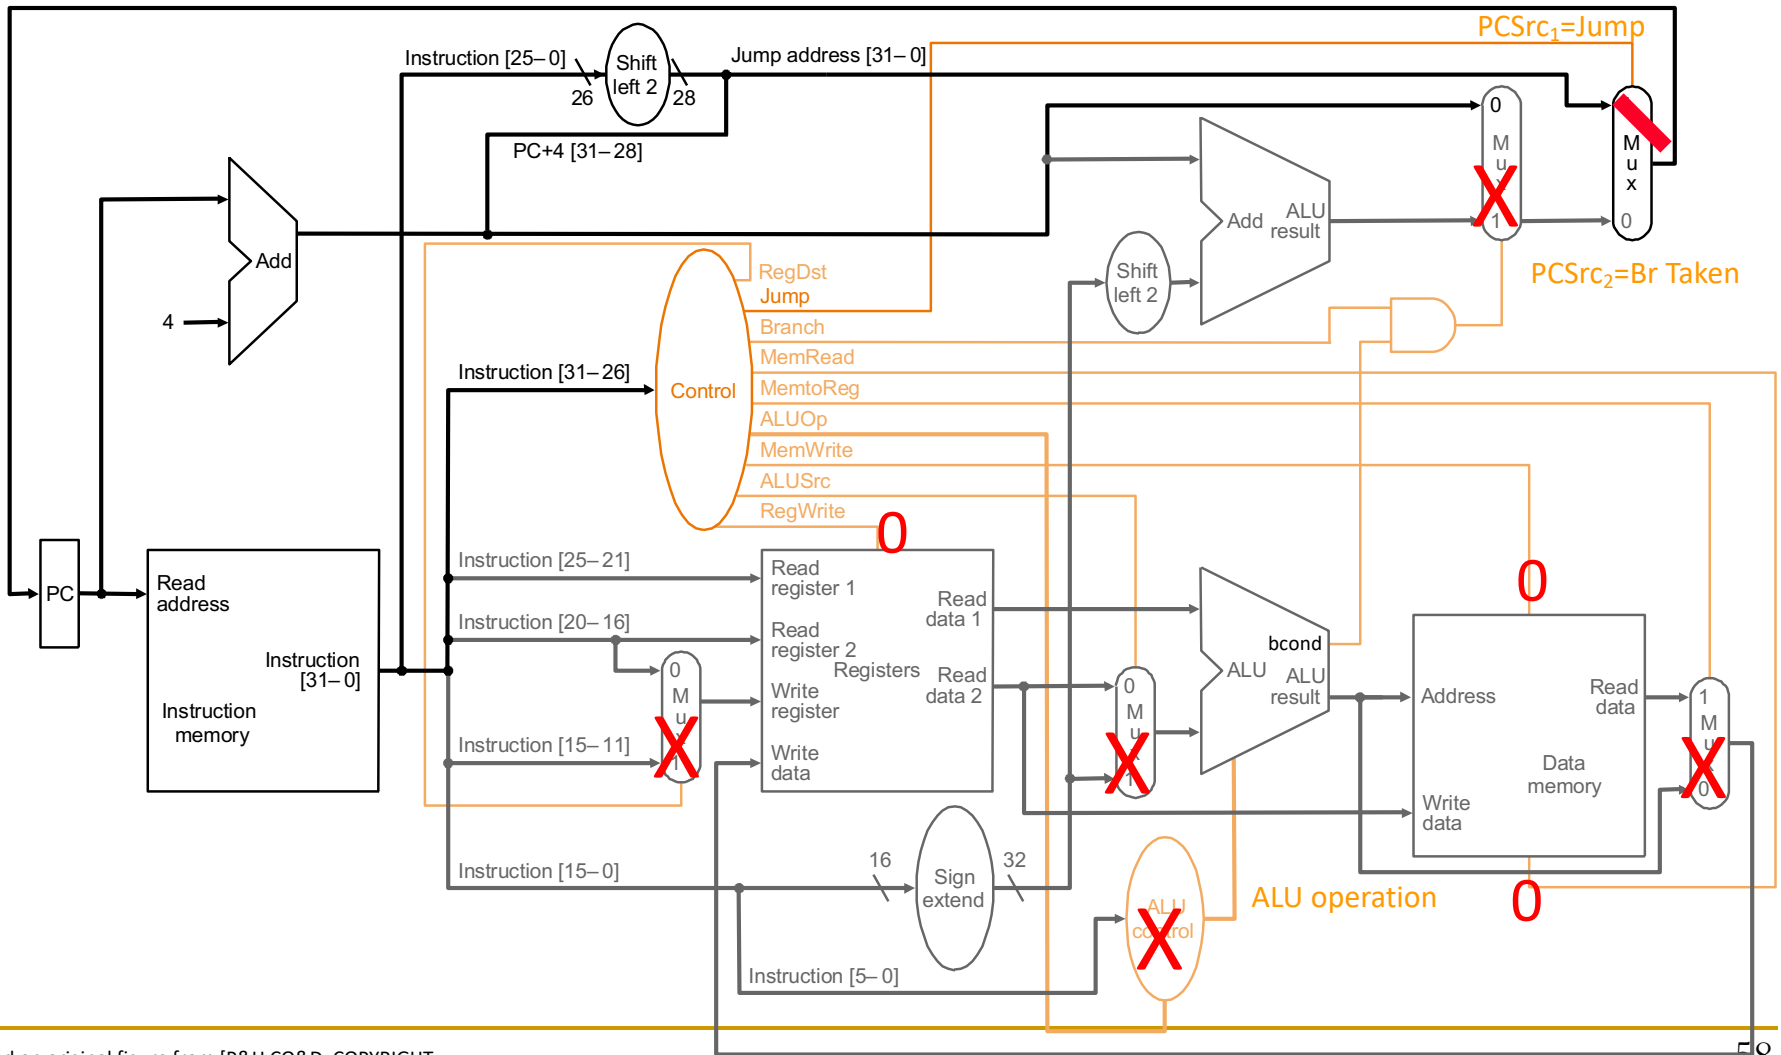 PCSrc1=Jump
Instruction [25–0]
Shift
left 2
Jump address [31–0]
26
28
0
PC+4 [31–28]
M
u
1
M
u
x
0
Add
ALU
result
Add
4
Shift
left 2
PCSrc2=Br Taken
RegDst
Jump
Branch
MemRead
Instruction [31–26]
Control
MemtoReg
ALUOp
MemWrite
ALUSrc
RegWrite
0
Instruction [25–21]
Read
register 1
PC
Read
address
Read
data 1
0
Instruction [20–16]
Read
register 2
bcond
Registers
Instruction
[31–0]
0
M
u
1
Write
register
Read
data 2
0
M
u
1
ALU
ALU
result
Address
Read
data
1
M
u
0
Instruction
memory
Instruction [15–11]
Write
data
Data
memory
Write
data
Instruction [15–0]
16
Sign
extend
32
ALU
control
X
X
X
X
X
ALU operation
0
Instruction [5–0]
58